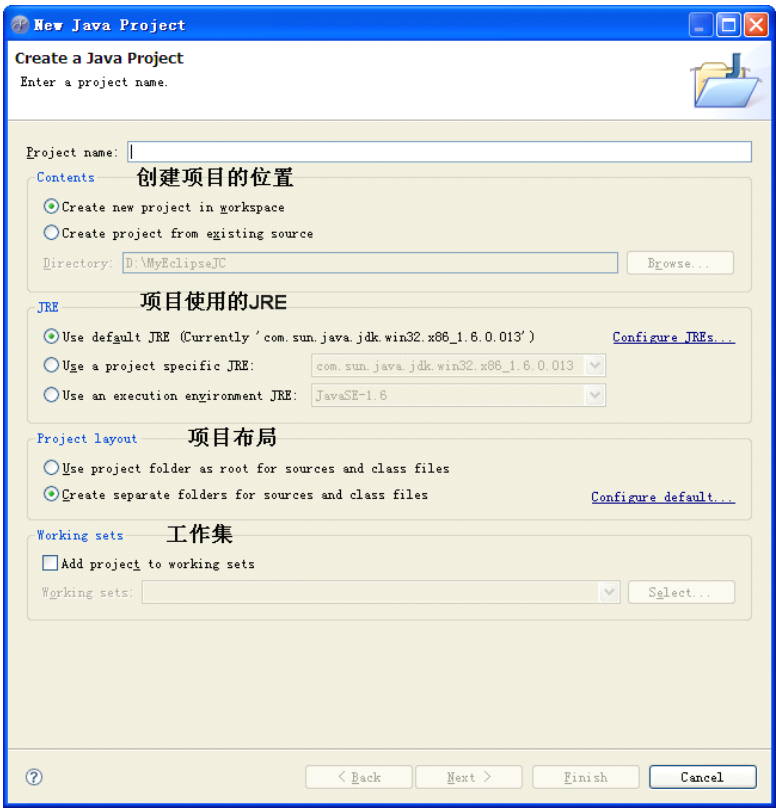 New Java Project
Create a Java Project
Enter a project name.
Project name:
Contents 创建项目的位置
Create new project in workspace
Create project from existing source
Directory: D:\MyEclipseJC Browse...
JRE 项目使用的JRE
Use default JRE (Currently 'com.sun.java.jdk.win32.x86_1.6.0.013') Configure JREs...
Use a project specific JRE: com.sun.java.jdk.win32.x86_1.6.0.013
Use an execution environment JRE: JavaSE-1.6
Project layout 项目布局
Use project folder as root for sources and class files
Create separate folders for sources and class files Configure default...
Working sets 工作集
Add project to working sets
Working sets: Select...
? < Back Next > Finish Cancel